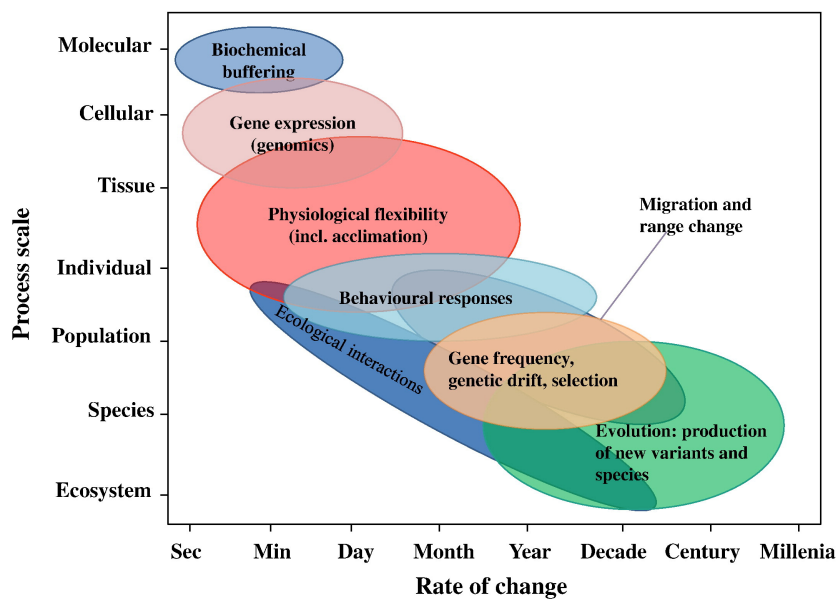 Molecular
Cellular
Tissue
Individual
Population
Species
Ecosystem
Process scale
Biochemical
buffering
Gene expression
(genomics)
Physiological flexibility
(incl. acclimation)
Migration and
range change
Behavioural responses
Ecological interactions
Gene frequency,
genetic drift, selection
Evolution: production
of new variants and
species
Sec Min Day Month Year Decade Century Millenia
Rate of change